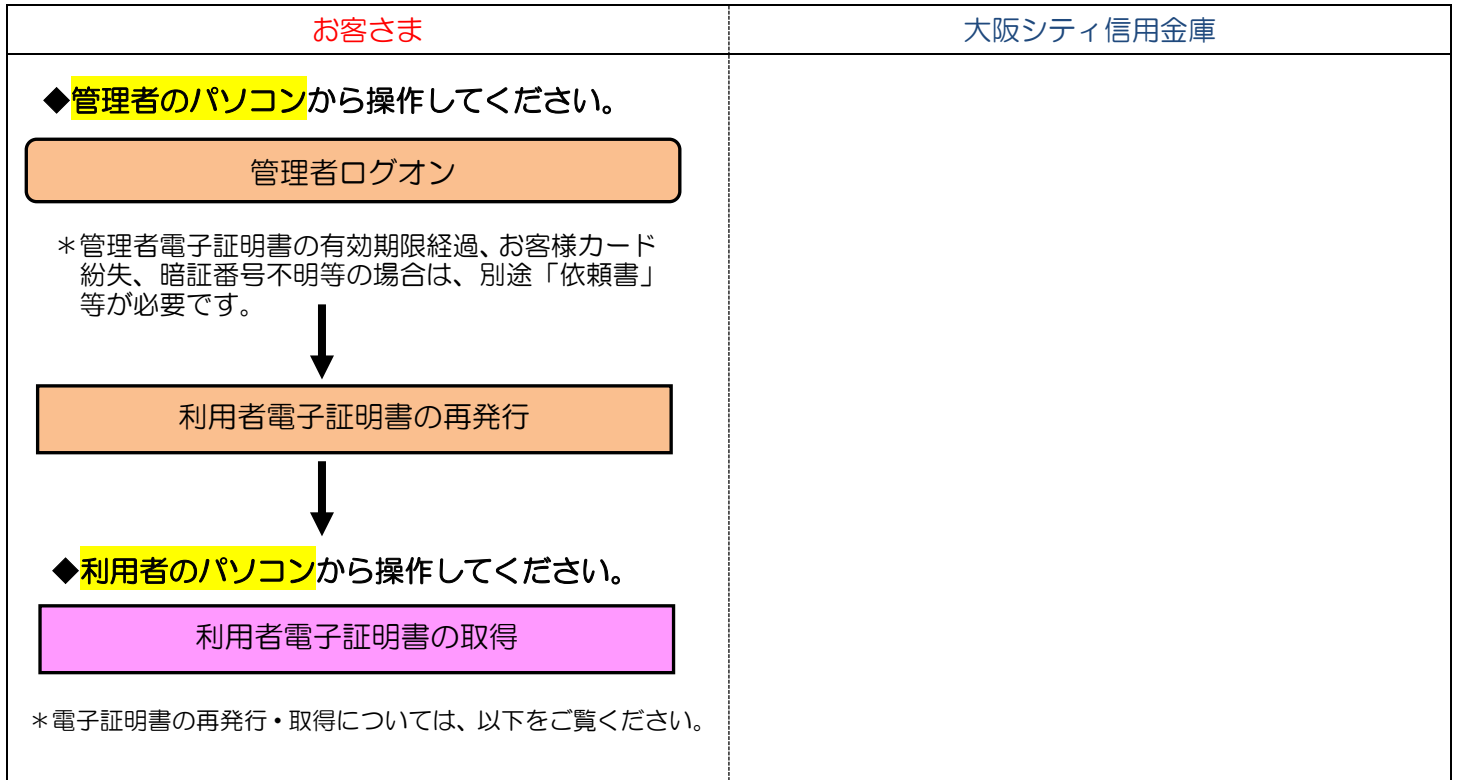 お客さま
大阪シティ信用金庫
◆管理者のパソコンから操作してください。
管理者ログオン
＊管理者電子証明書の有効期限経過、お客様カード
紛失、暗証番号不明等の場合は、別途「依頼書」
等が必要です。
利用者電子証明書の再発行
◆利用者のパソコンから操作してください。
利用者電子証明書の取得
＊電子証明書の再発行・取得については、以下をご覧ください。